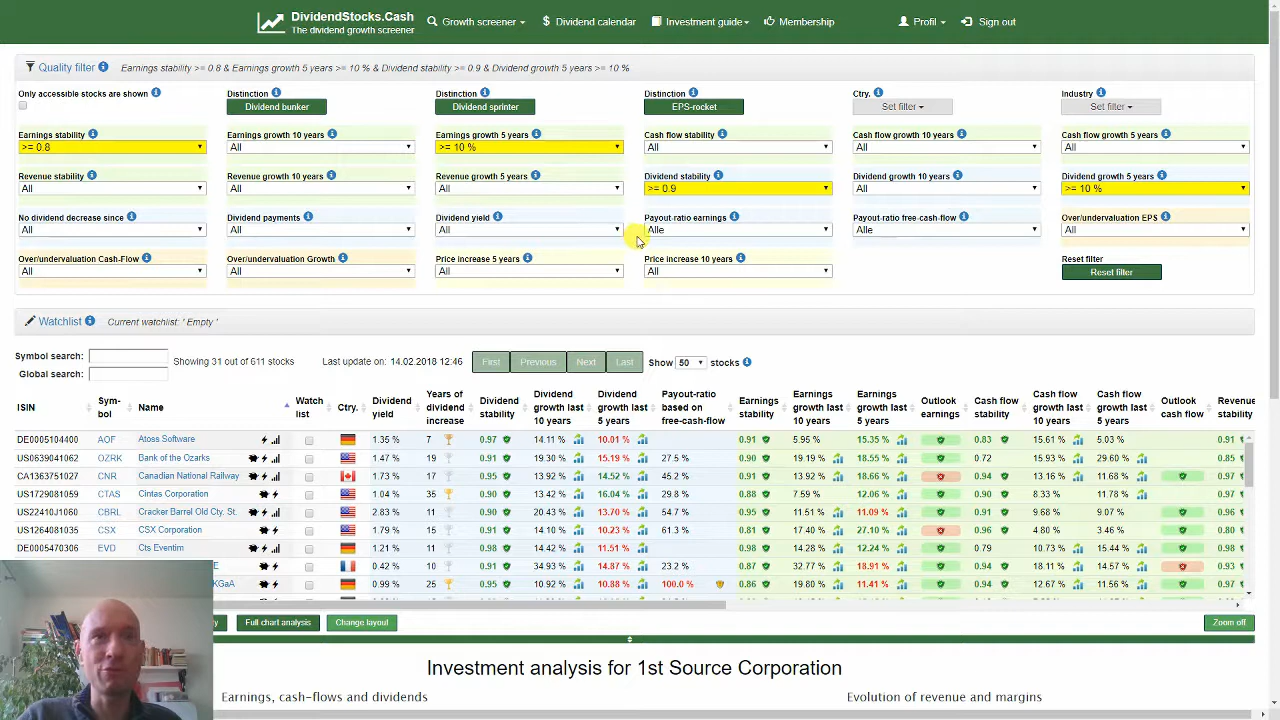 DividendStocks.Cash
The dividend growth screener
Growth screener
Dividend calendar
Investment guide
Membership
Profil
Sign out
Quality filter
Earnings stability >= 0.8 & Earnings growth 5 years >= 10 % & Dividend stability >= 0.9 & Dividend growth 5 years >= 10 %
Only accessible stocks are shown
Distinction
Distinction
Distinction
Ctry.
Industry
Dividend bunker
Dividend sprinter
EPS-rocket
Set filter
Set filter
Earnings stability
Earnings growth 10 years
Earnings growth 5 years
Cash flow stability
Cash flow growth 10 years
Cash flow growth 5 years
>= 0.8
All
>= 10 %
All
All
All
Revenue stability
Revenue growth 10 years
Revenue growth 5 years
Dividend stability
Dividend growth 10 years
Dividend growth 5 years
All
All
All
>= 0.9
All
>= 10 %
No dividend decrease since
Dividend payments
Dividend yield
Payout-ratio earnings
Payout-ratio free-cash-flow
Over/undervaluation EPS
All
All
All
Alle
Alle
All
Over/undervaluation Cash-Flow
Over/undervaluation Growth
Price increase 5 years
Price increase 10 years
Reset filter
All
All
All
All
Reset filter
Watchlist
Current watchlist: ' Empty '
Symbol search:
Showing 31 out of 611 stocks
Last update on: 14.02.2018 12:46
First
Previous
Next
Last
Show 50 stocks
Global search:
ISIN
Sym-
bol
Name
Watch
list
Ctry.
Dividend
yield
Years of
dividend
increase
Dividend
stability
Dividend
growth last
10 years
Dividend
growth last
5 years
Payout-ratio
based on
free-cash-flow
Earnings
stability
Earnings
growth last
10 years
Earnings
growth last
5 years
Outlook
earnings
Cash flow
stability
Cash flow
growth last
10 years
Cash flow
growth last
5 years
Outlook
cash flow
Revenue
stability
DE0005104400 AOF Atoss Software 1.35 % 7 0.97 14.11 % 10.01 % 0.91 5.95 % 15.35 % 0.83 15.61 % 5.03 % 0.91
US0639041062 OZRK Bank of the Ozarks 1.47 % 19 0.91 19.30 % 15.19 % 27.5 % 0.90 19.19 % 18.55 % 0.72 15.93 % 29.60 % 0.85
CA1363751027 CNR Canadian National Railway 1.73 % 17 0.95 13.92 % 14.52 % 45.2 % 0.91 13.92 % 18.66 % 0.94 13.16 % 11.68 % 0.94
US1729081059 CTAS Cintas Corporation 1.04 % 35 0.90 13.42 % 16.04 % 29.8 % 0.88 7.59 % 12.06 % 0.90 8.33 % 11.78 % 0.92
US22410J1060 CBRL Cracker Barrel Old Cty. St. 2.83 % 11 0.90 20.43 % 13.70 % 54.7 % 0.95 11.51 % 11.09 % 0.91 9.68 % 9.07 % 0.91
US1264081035 CSX CSX Corporation 1.79 % 15 0.93 14.10 % 10.23 % 61.3 % 0.96 17.90 % 27.10 % 0.96 4.80 % 3.46 % 0.80
DE0005470306 EVD Cts Eventim 1.21 % 11 0.98 14.42 % 11.51 % 0.98 14.28 % 12.24 % 0.79 10.73 % 15.44 % 0.98
E 0.42 % 10 0.91 34.93 % 14.87 % 23.2 % 0.87 32.77 % 18.91 % 0.94 18.11 % 14.57 % 0.93
KGaA 0.99 % 25 0.95 10.92 % 10.88 % 100.0 % 0.86 19.80 % 11.41 % 0.94 12.67 % 11.56 % 0.97
Full chart analysis
Change layout
Zoom off
Investment analysis for 1st Source Corporation
Earnings, cash-flows and dividends
Evolution of revenue and margins